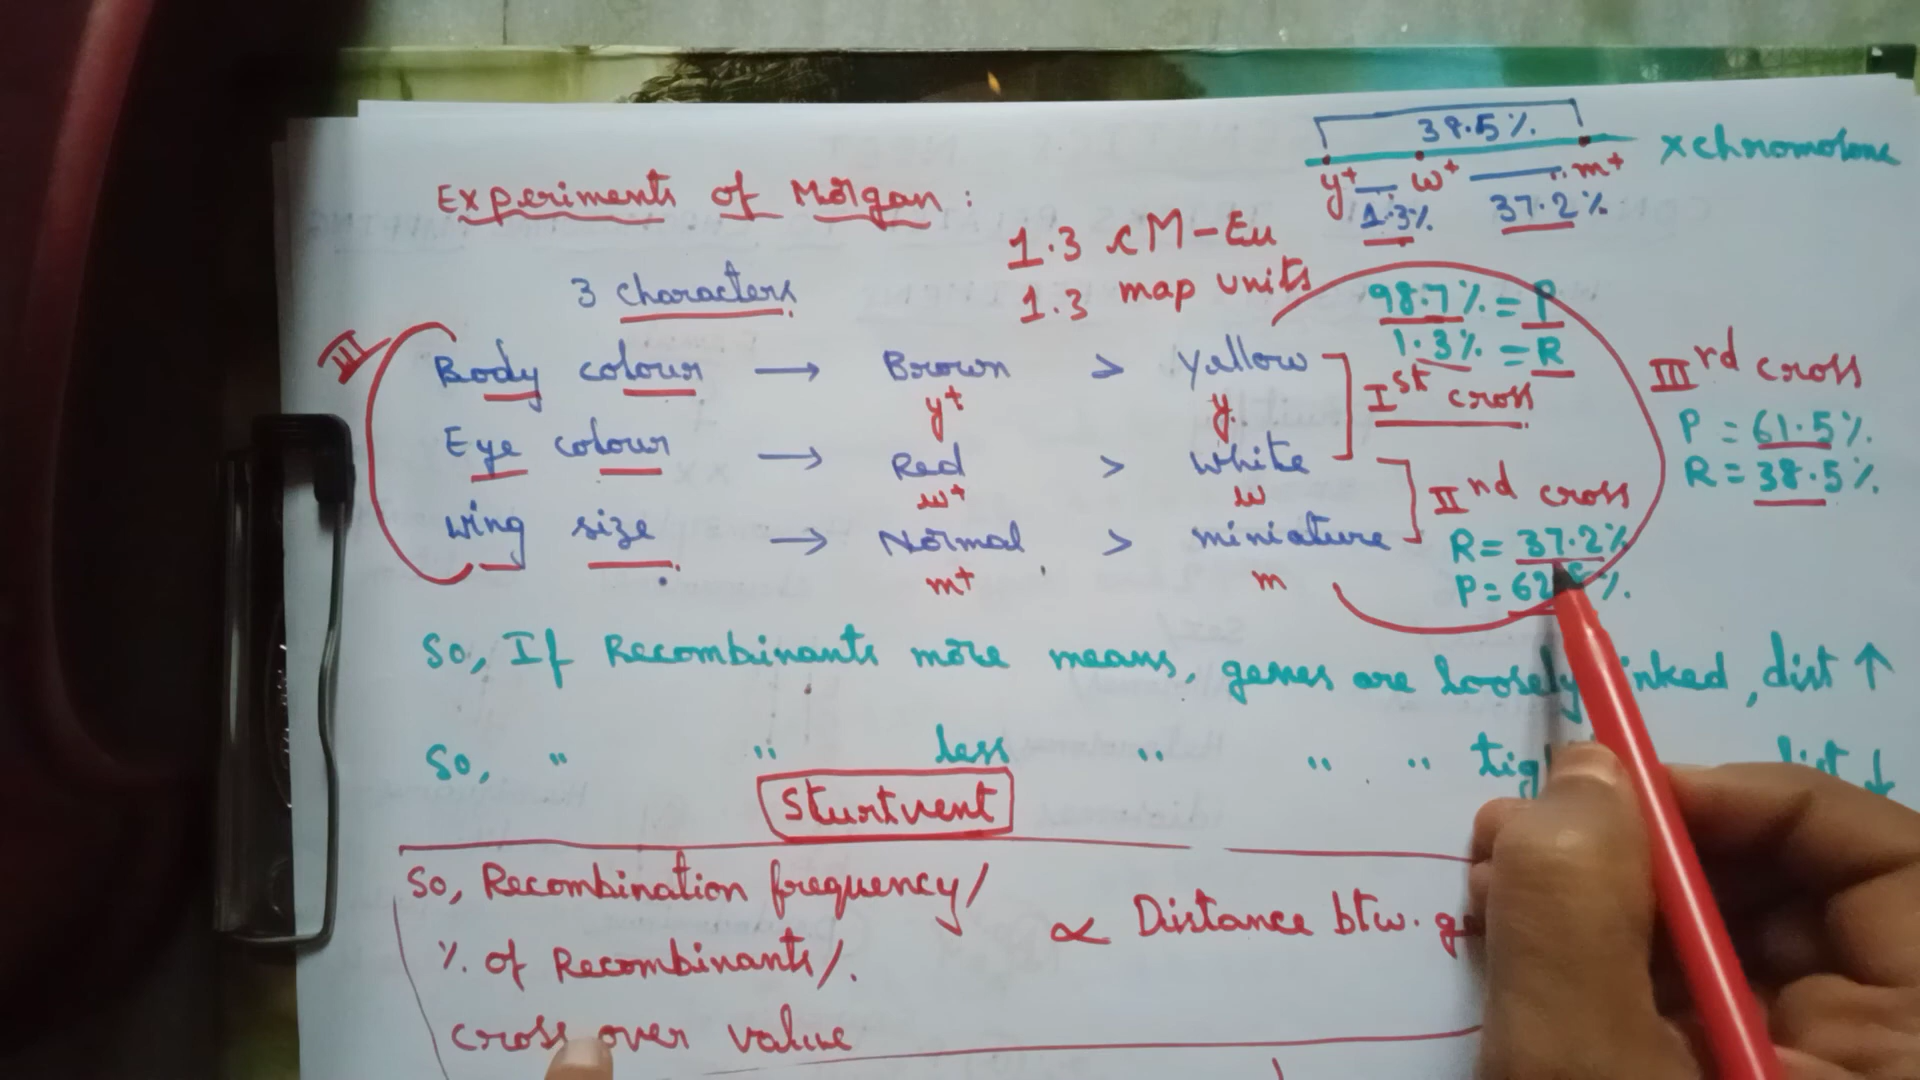 38.5% x chromosome
y+ w+ m+
1.3% 37.2%
Experiments of Morgan:
1.3 cM-Eu
1.3 map units
3 characters
98.7% = P
1.3% = R
III
Body colour → Brown > Yellow
y+ y
Ist cross
Eye colour → Red > White
w+ w
IInd cross
Wing size → Normal > miniature
m+ m
R = 37.2%
P = 62
IIIrd cross
P = 61.5%
R = 38.5%
So, If Recombinants more means, genes are loosely linked, dist ↑
So, " " less " " " dist ↓
Sturtvent
So, Recombination frequency/
% of Recombinants/.
cross over value
∝ Distance btw.